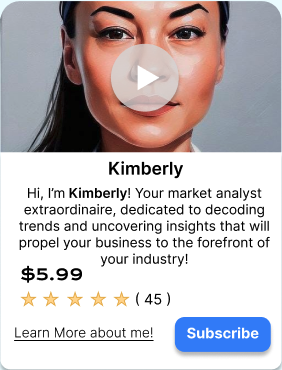 Kimberly
Hi, I’m Kimberly! Your market analyst
extraordinaire, dedicated to decoding
trends and uncovering insights that will
propel your business to the forefront of
your industry!
$5.99
( 45 )
Learn More about me!
Subscribe